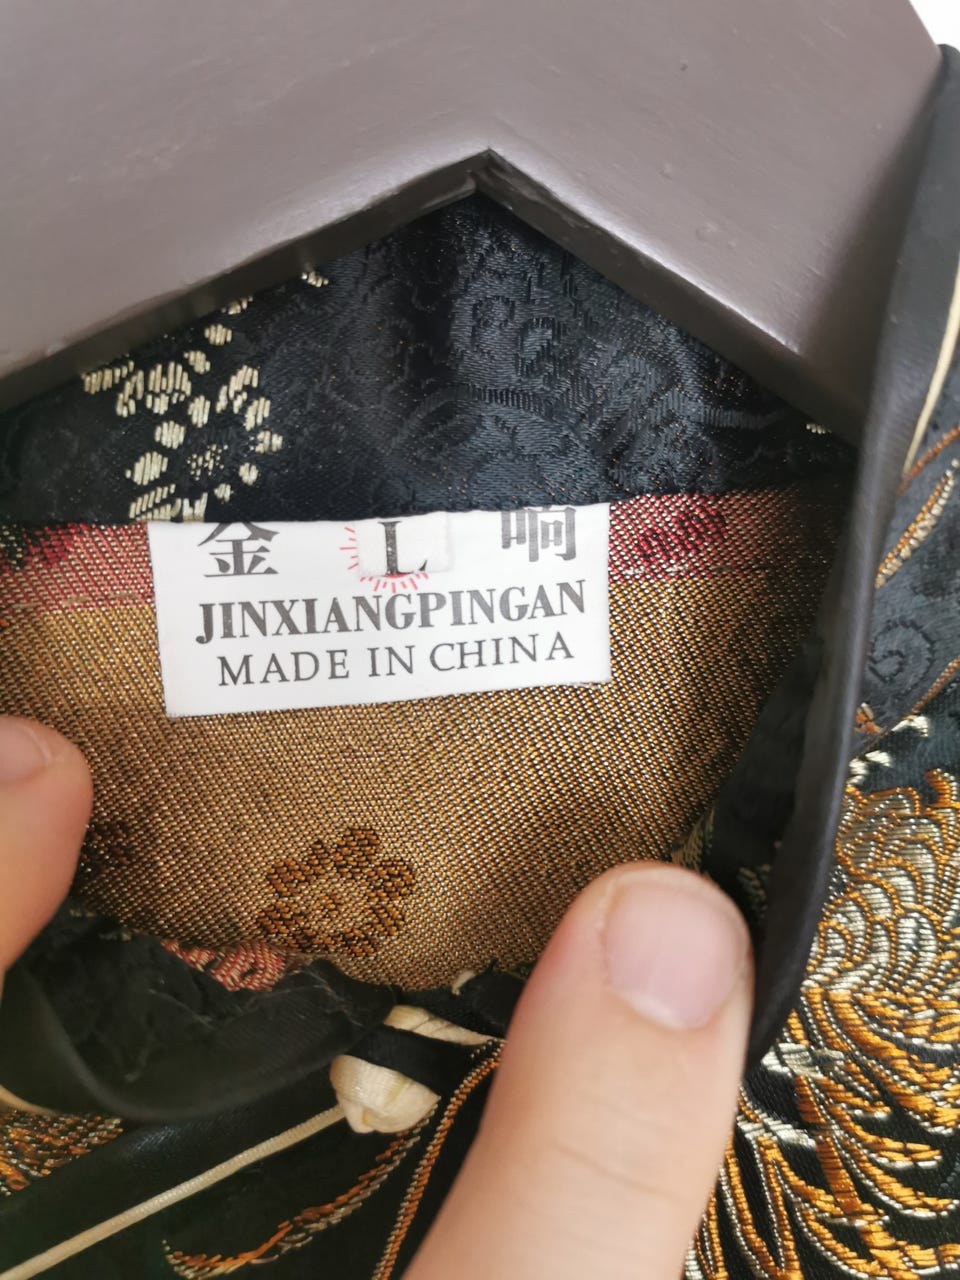 金 L 响
JINXIANGPINGAN
MADE IN CHINA